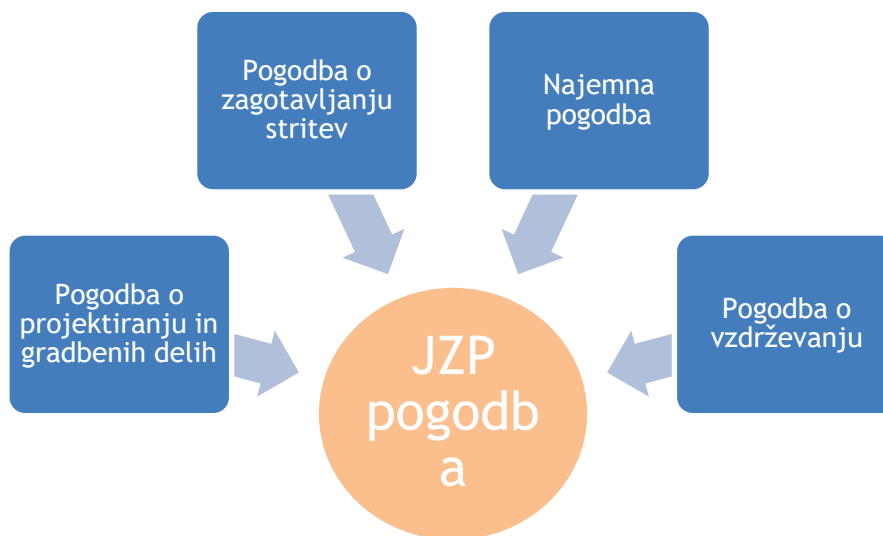 Pogodba o
zagotavljanju
stritev
Najemna
pogodba
Pogodba o
projektiranju in
gradbenih delih
Pogodba o
vzdrževanju
JZP
pogodb
a